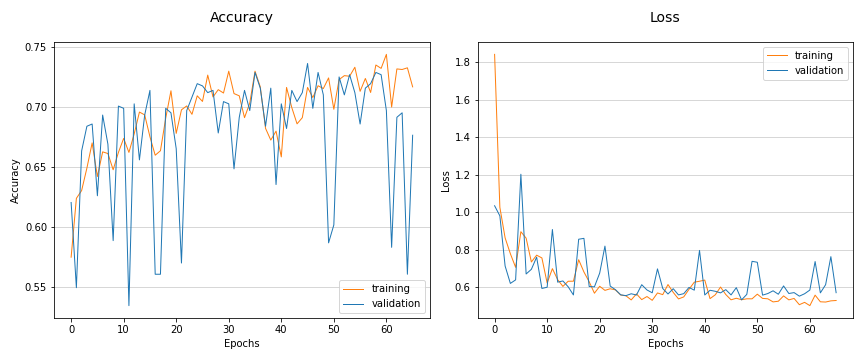 Accuracy
0.75
0.70
0.65
0.60
0.55
Accuracy
0 10 20 30 40 50 60
Epochs
training
validation
Loss
1.8
1.6
1.4
1.2
1.0
0.8
0.6
Loss
0 10 20 30 40 50 60
Epochs
training
validation